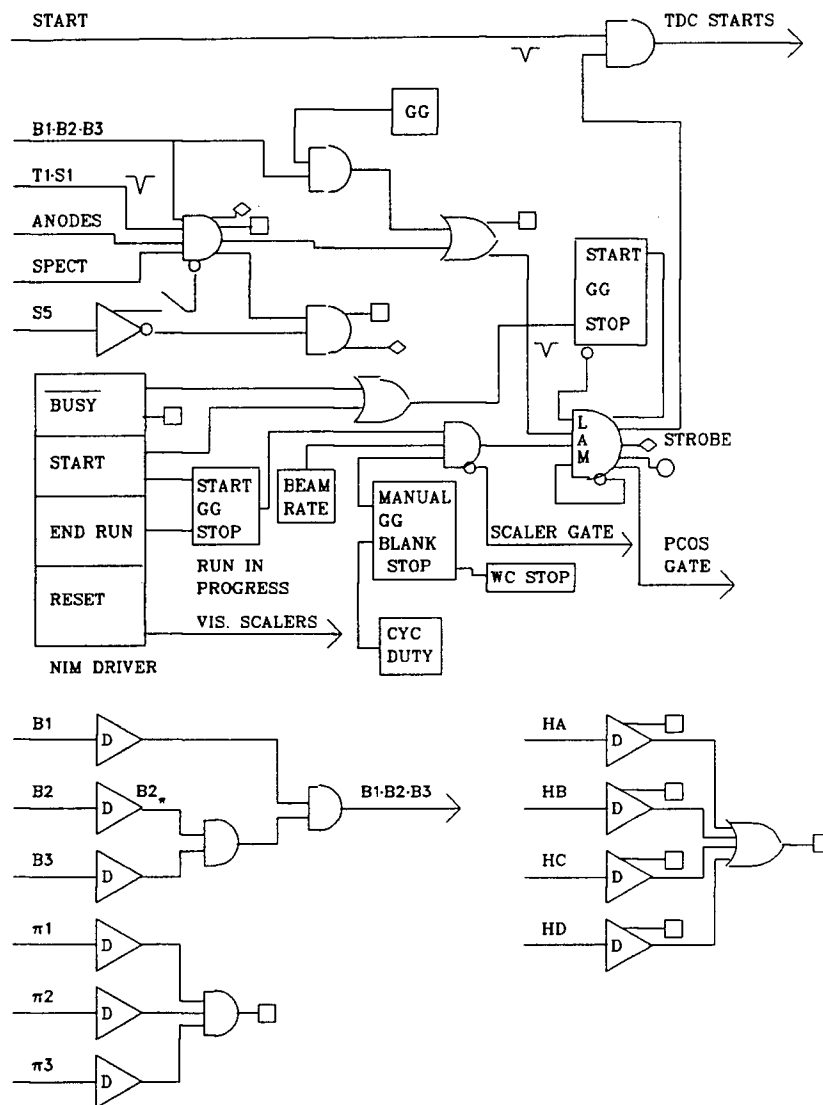 START
TDC STARTS
GG
B1·B2·B3
T1·S1
ANODES
SPECT
S5
START
GG
STOP
BUSY
START
END RUN
RESET
NIM DRIVER
START
GG
STOP
RUN IN
PROGRESS
BEAM
RATE
MANUAL
GG
BLANK
STOP
WC STOP
CYC
DUTY
L
A
M
STROBE
SCALER GATE
PCOS
GATE
VIS. SCALERS
B1
D
B2
D
B2*
B3
D
B1·B2·B3
π1
D
π2
D
π3
D
HA
D
HB
D
HC
D
HD
D